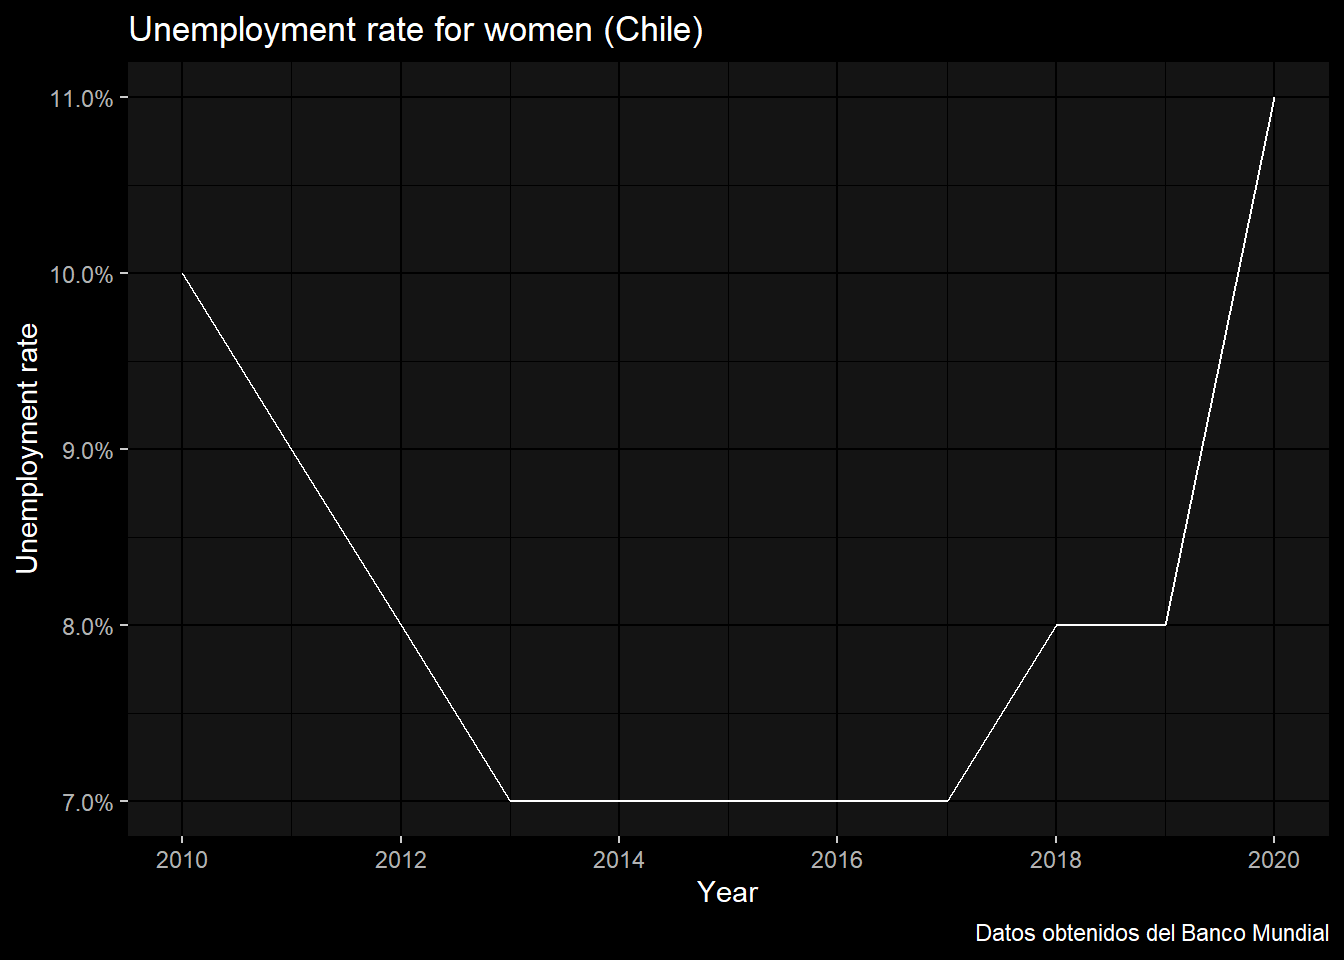 Unemployment rate for women (Chile)
11.0%
10.0%
9.0%
8.0%
7.0%
Unemployment rate
2010 2012 2014 2016 2018 2020
Year
Datos obtenidos del Banco Mundial